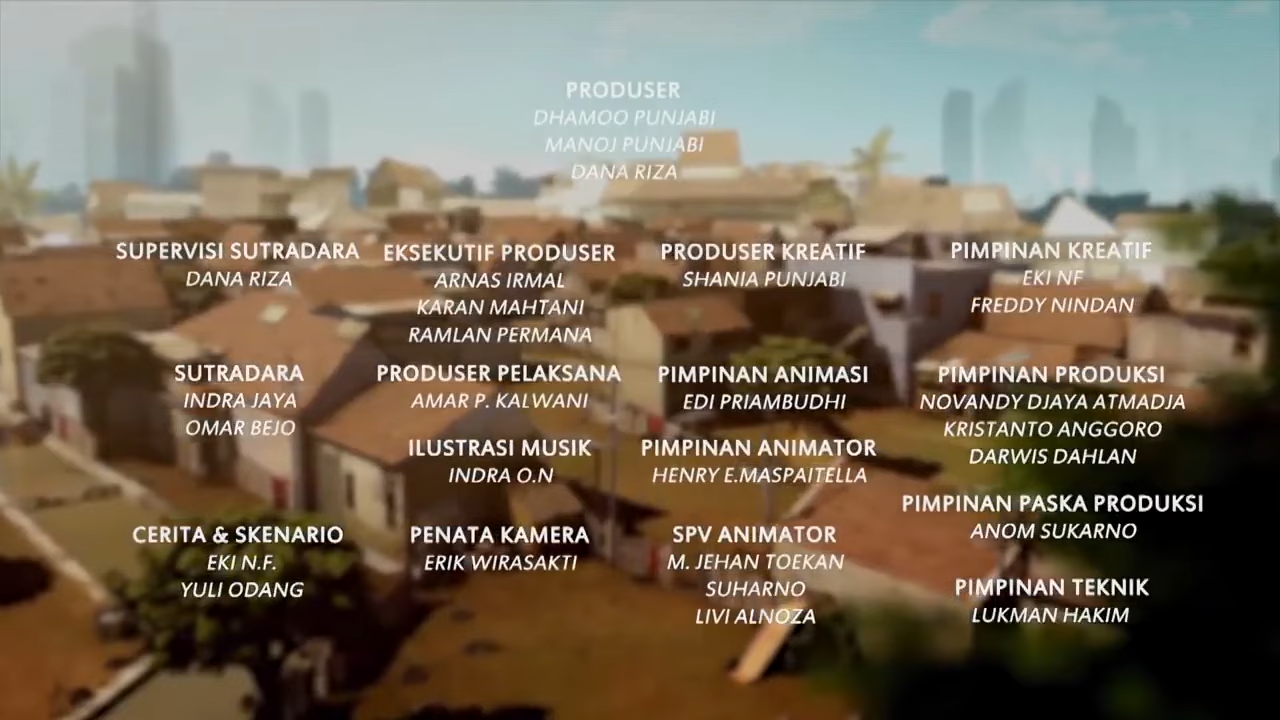 PRODUSER
DHAMOO PUNJABI
MANOJ PUNJABI
DANA RIZA
SUPERVISI SUTRADARA
DANA RIZA
EKSEKUTIF PRODUSER
ARNAS IRMAL
KARAN MAHTANI
RAMLAN PERMANA
PRODUSER KREATIF
SHANIA PUNJABI
PIMPINAN KREATIF
EKI NF
FREDDY NINDAN
SUTRADARA
INDRA JAYA
OMAR BEJO
PRODUSER PELAKSANA
AMAR P. KALWANI
PIMPINAN ANIMASI
EDI PRIAMBUDHI
PIMPINAN PRODUKSI
NOVANDY DJAYA ATMADJA
KRISTANTO ANGGORO
DARWIS DAHLAN
ILUSTRASI MUSIK
INDRA O.N
PIMPINAN ANIMATOR
HENRY E.MASPAITELLA
PIMPINAN PASKA PRODUKSI
ANOM SUKARNO
CERITA & SKENARIO
EKI N.F.
YULI ODANG
PENATA KAMERA
ERIK WIRASAKTI
SPV ANIMATOR
M. JEHAN TOEKAN
SUHARNO
LIVI ALNOZA
PIMPINAN TEKNIK
LUKMAN HAKIM